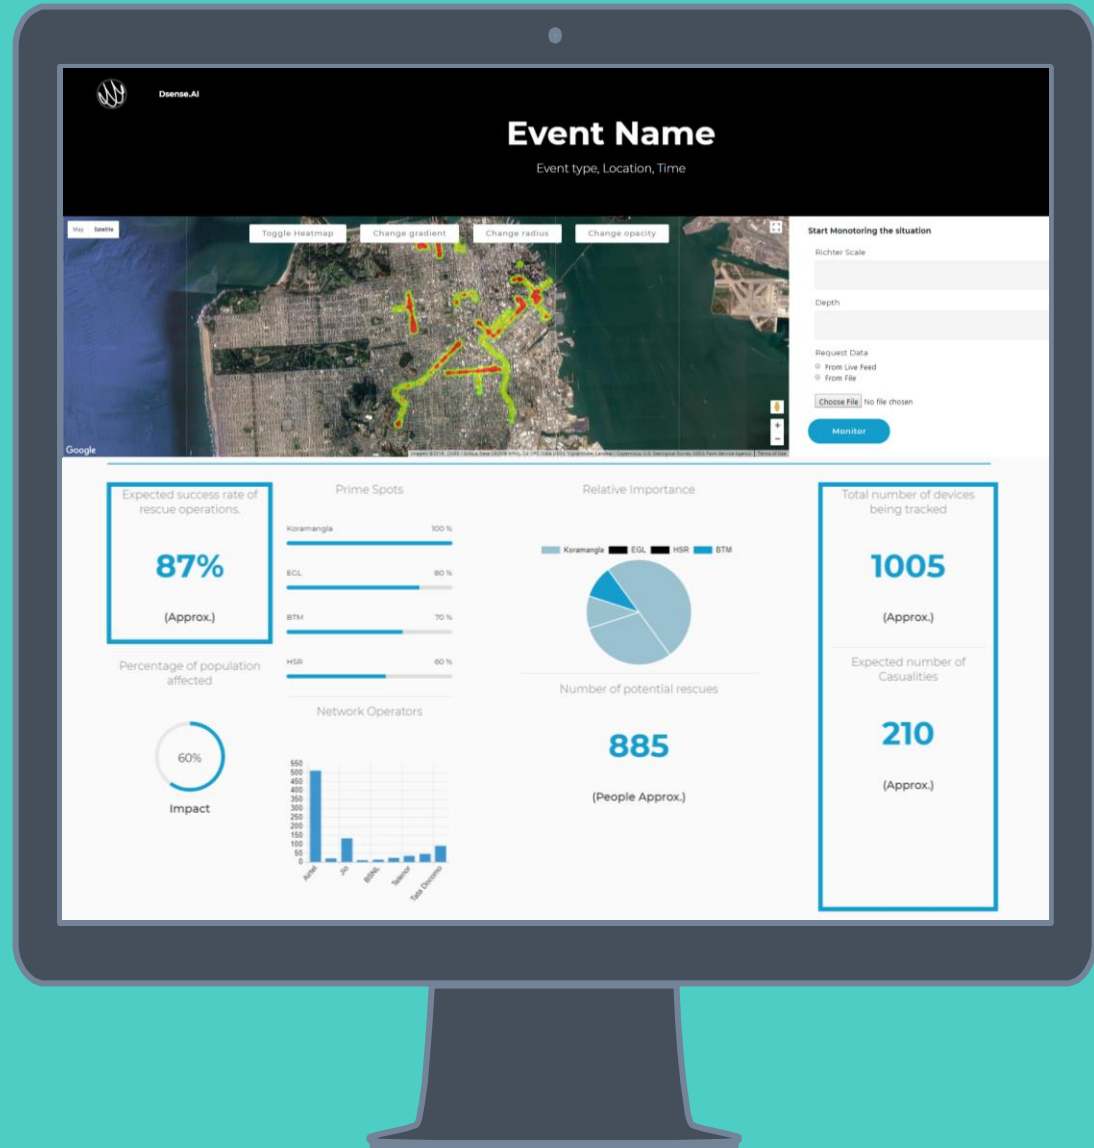 Dsense.AI
Event Name
Event type, Location, Time
Map Satellite
Toggle Heatmap
Change gradient
Change radius
Change opacity
Google
Terms of Use
Start Monotoring the situation
Richter Scale
Depth
Request Data
From Live Feed
From File
Choose File No file chosen
Monitor
Expected success rate of
rescue operations.
87%
(Approx.)
Percentage of population
affected
60%
Impact
Prime Spots
Koramangla 100 %
EGL 80 %
BTM 70 %
HSR 60 %
Network Operators
550
500
450
400
350
300
250
200
150
100
50
0
Airtel
Jio
BSNL
Telenor
Tata Docomo
Relative Importance
Koramangla EGL HSR BTM
Number of potential rescues
885
(People Approx.)
Total number of devices
being tracked
1005
(Approx.)
Expected number of
Casualities
210
(Approx.)